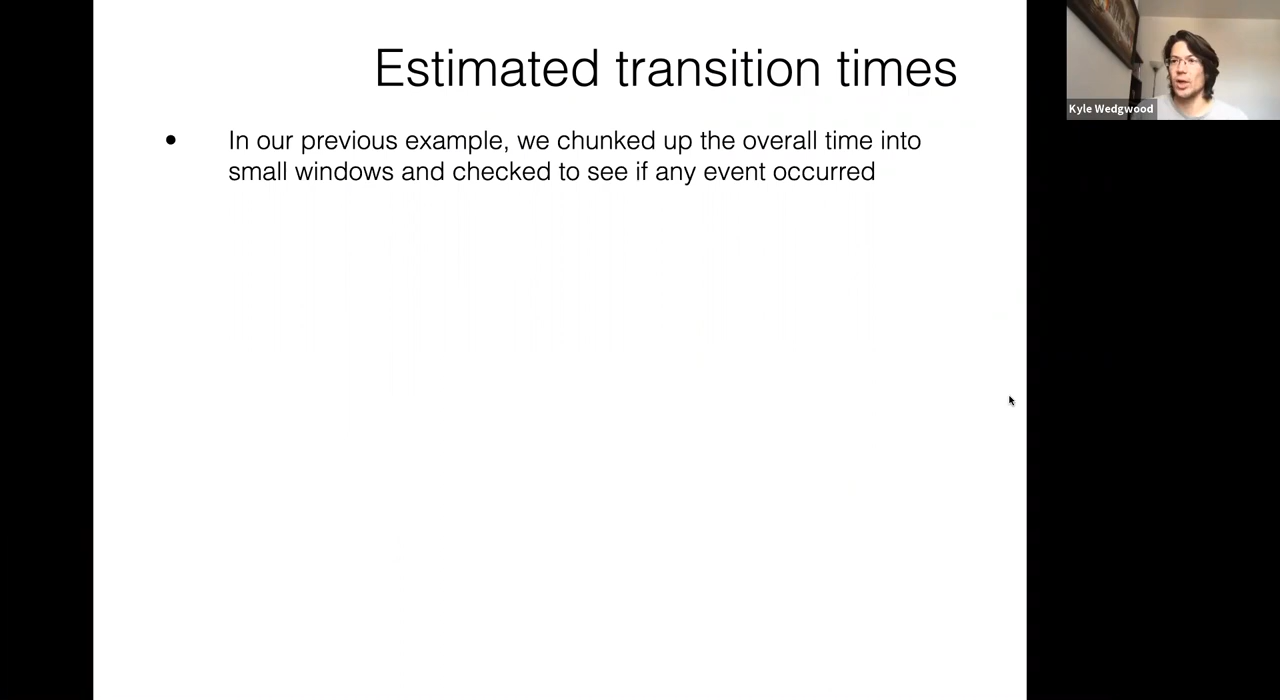 Estimated transition times
• In our previous example, we chunked up the overall time into
small windows and checked to see if any event occurred
Kyle Wedgwood